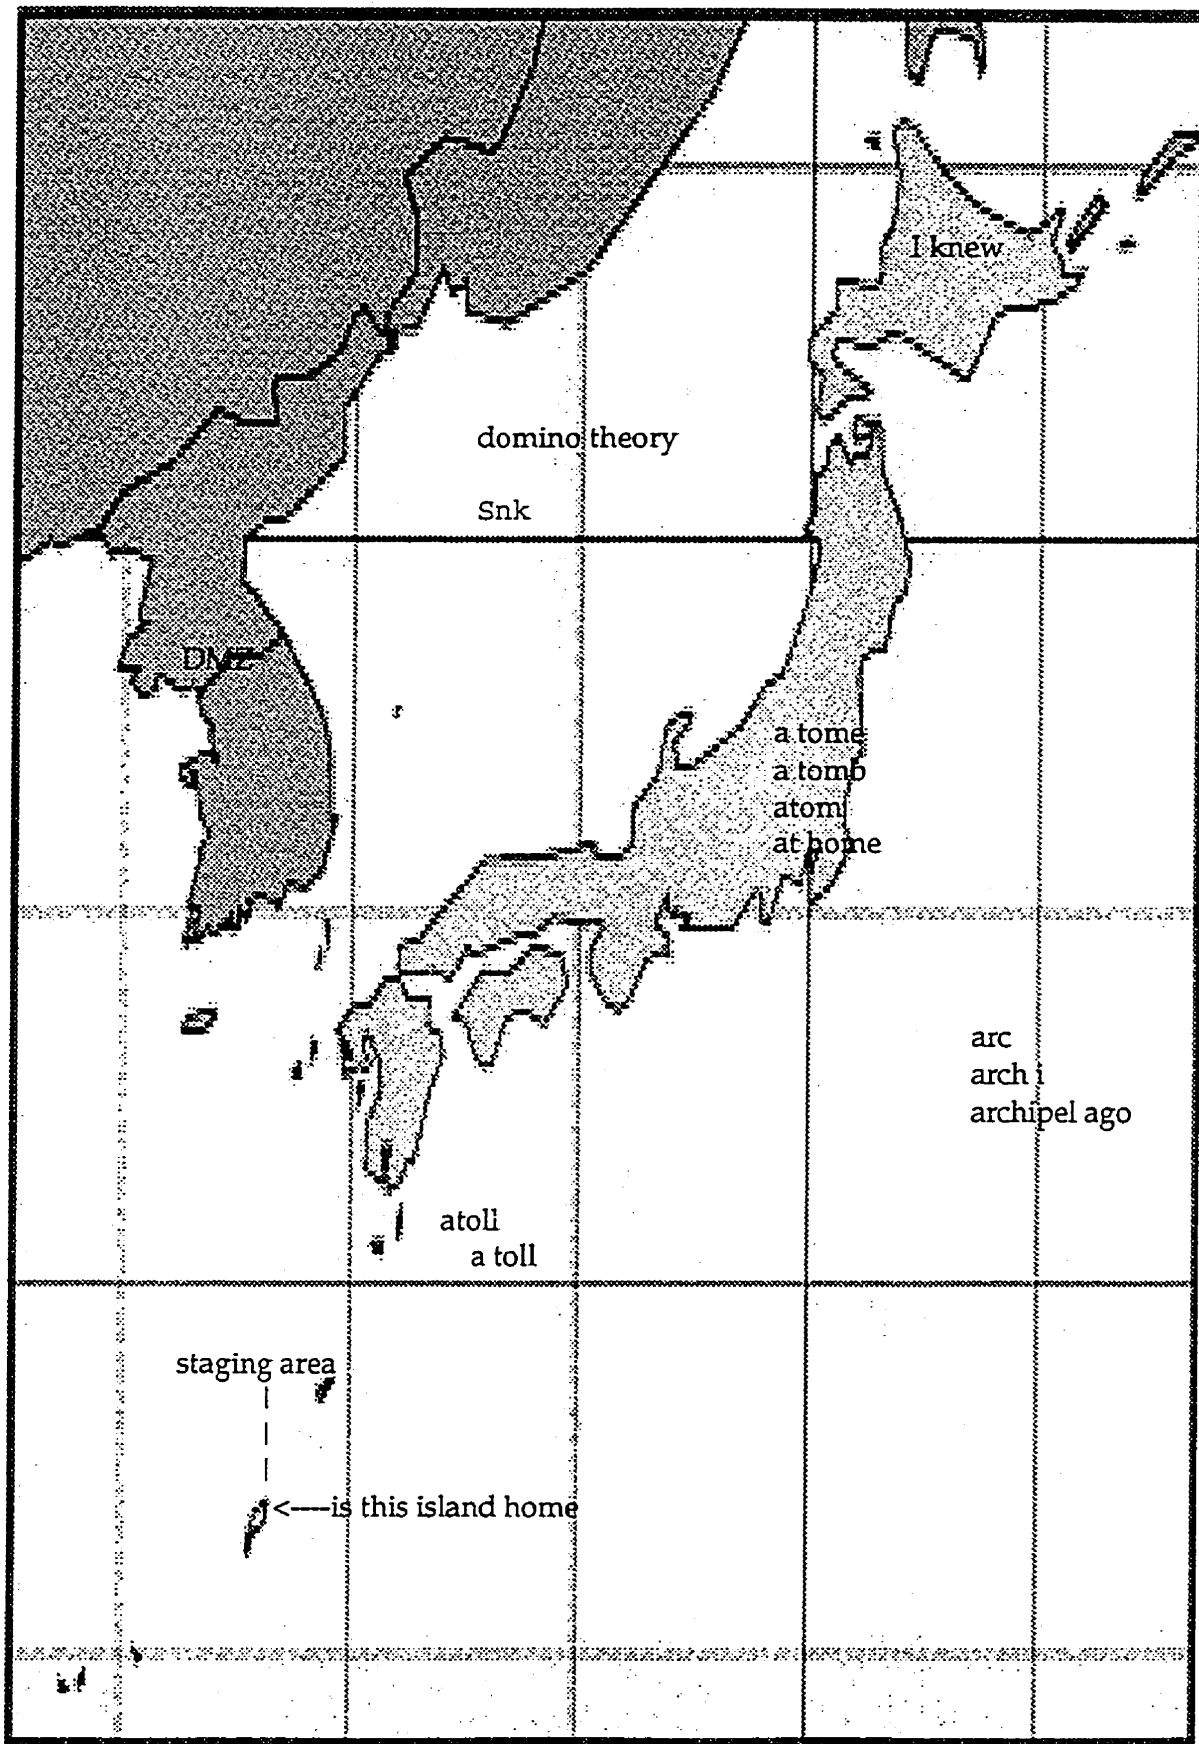 I knew
domino theory
Snk
DMZ
a tome
a tomb
atom
at home
arc
arch i
archipel ago
atoll
a toll
staging area
<----is this island home